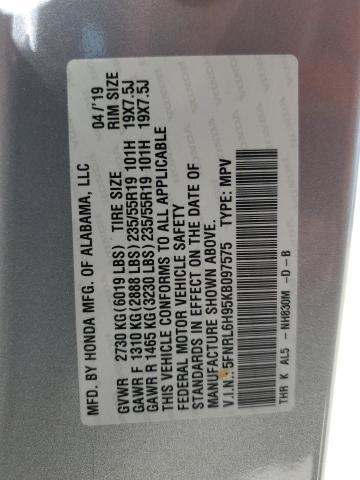 MFD. BY HONDA MFG. OF ALABAMA, LLC 04/'19
GVWR 2730 KG(6019 LBS) TIRE SIZE RIM SIZE
GAWR F 1310 KG(2888 LBS)235/55R19 101H 19X7.5J
GAWR R 1465 KG(3230 LBS)235/55R19 101H 19X7.5J
THIS VEHICLE CONFORMS TO ALL APPLICABLE
FEDERAL MOTOR VEHICLE SAFETY
STANDARDS IN EFFECT ON THE DATE OF
MANUFACTURE SHOWN ABOVE.
V.I.N.:5FNRL6H95KB097575 TYPE: MPV
THR K AL5 - NH830M -D-B